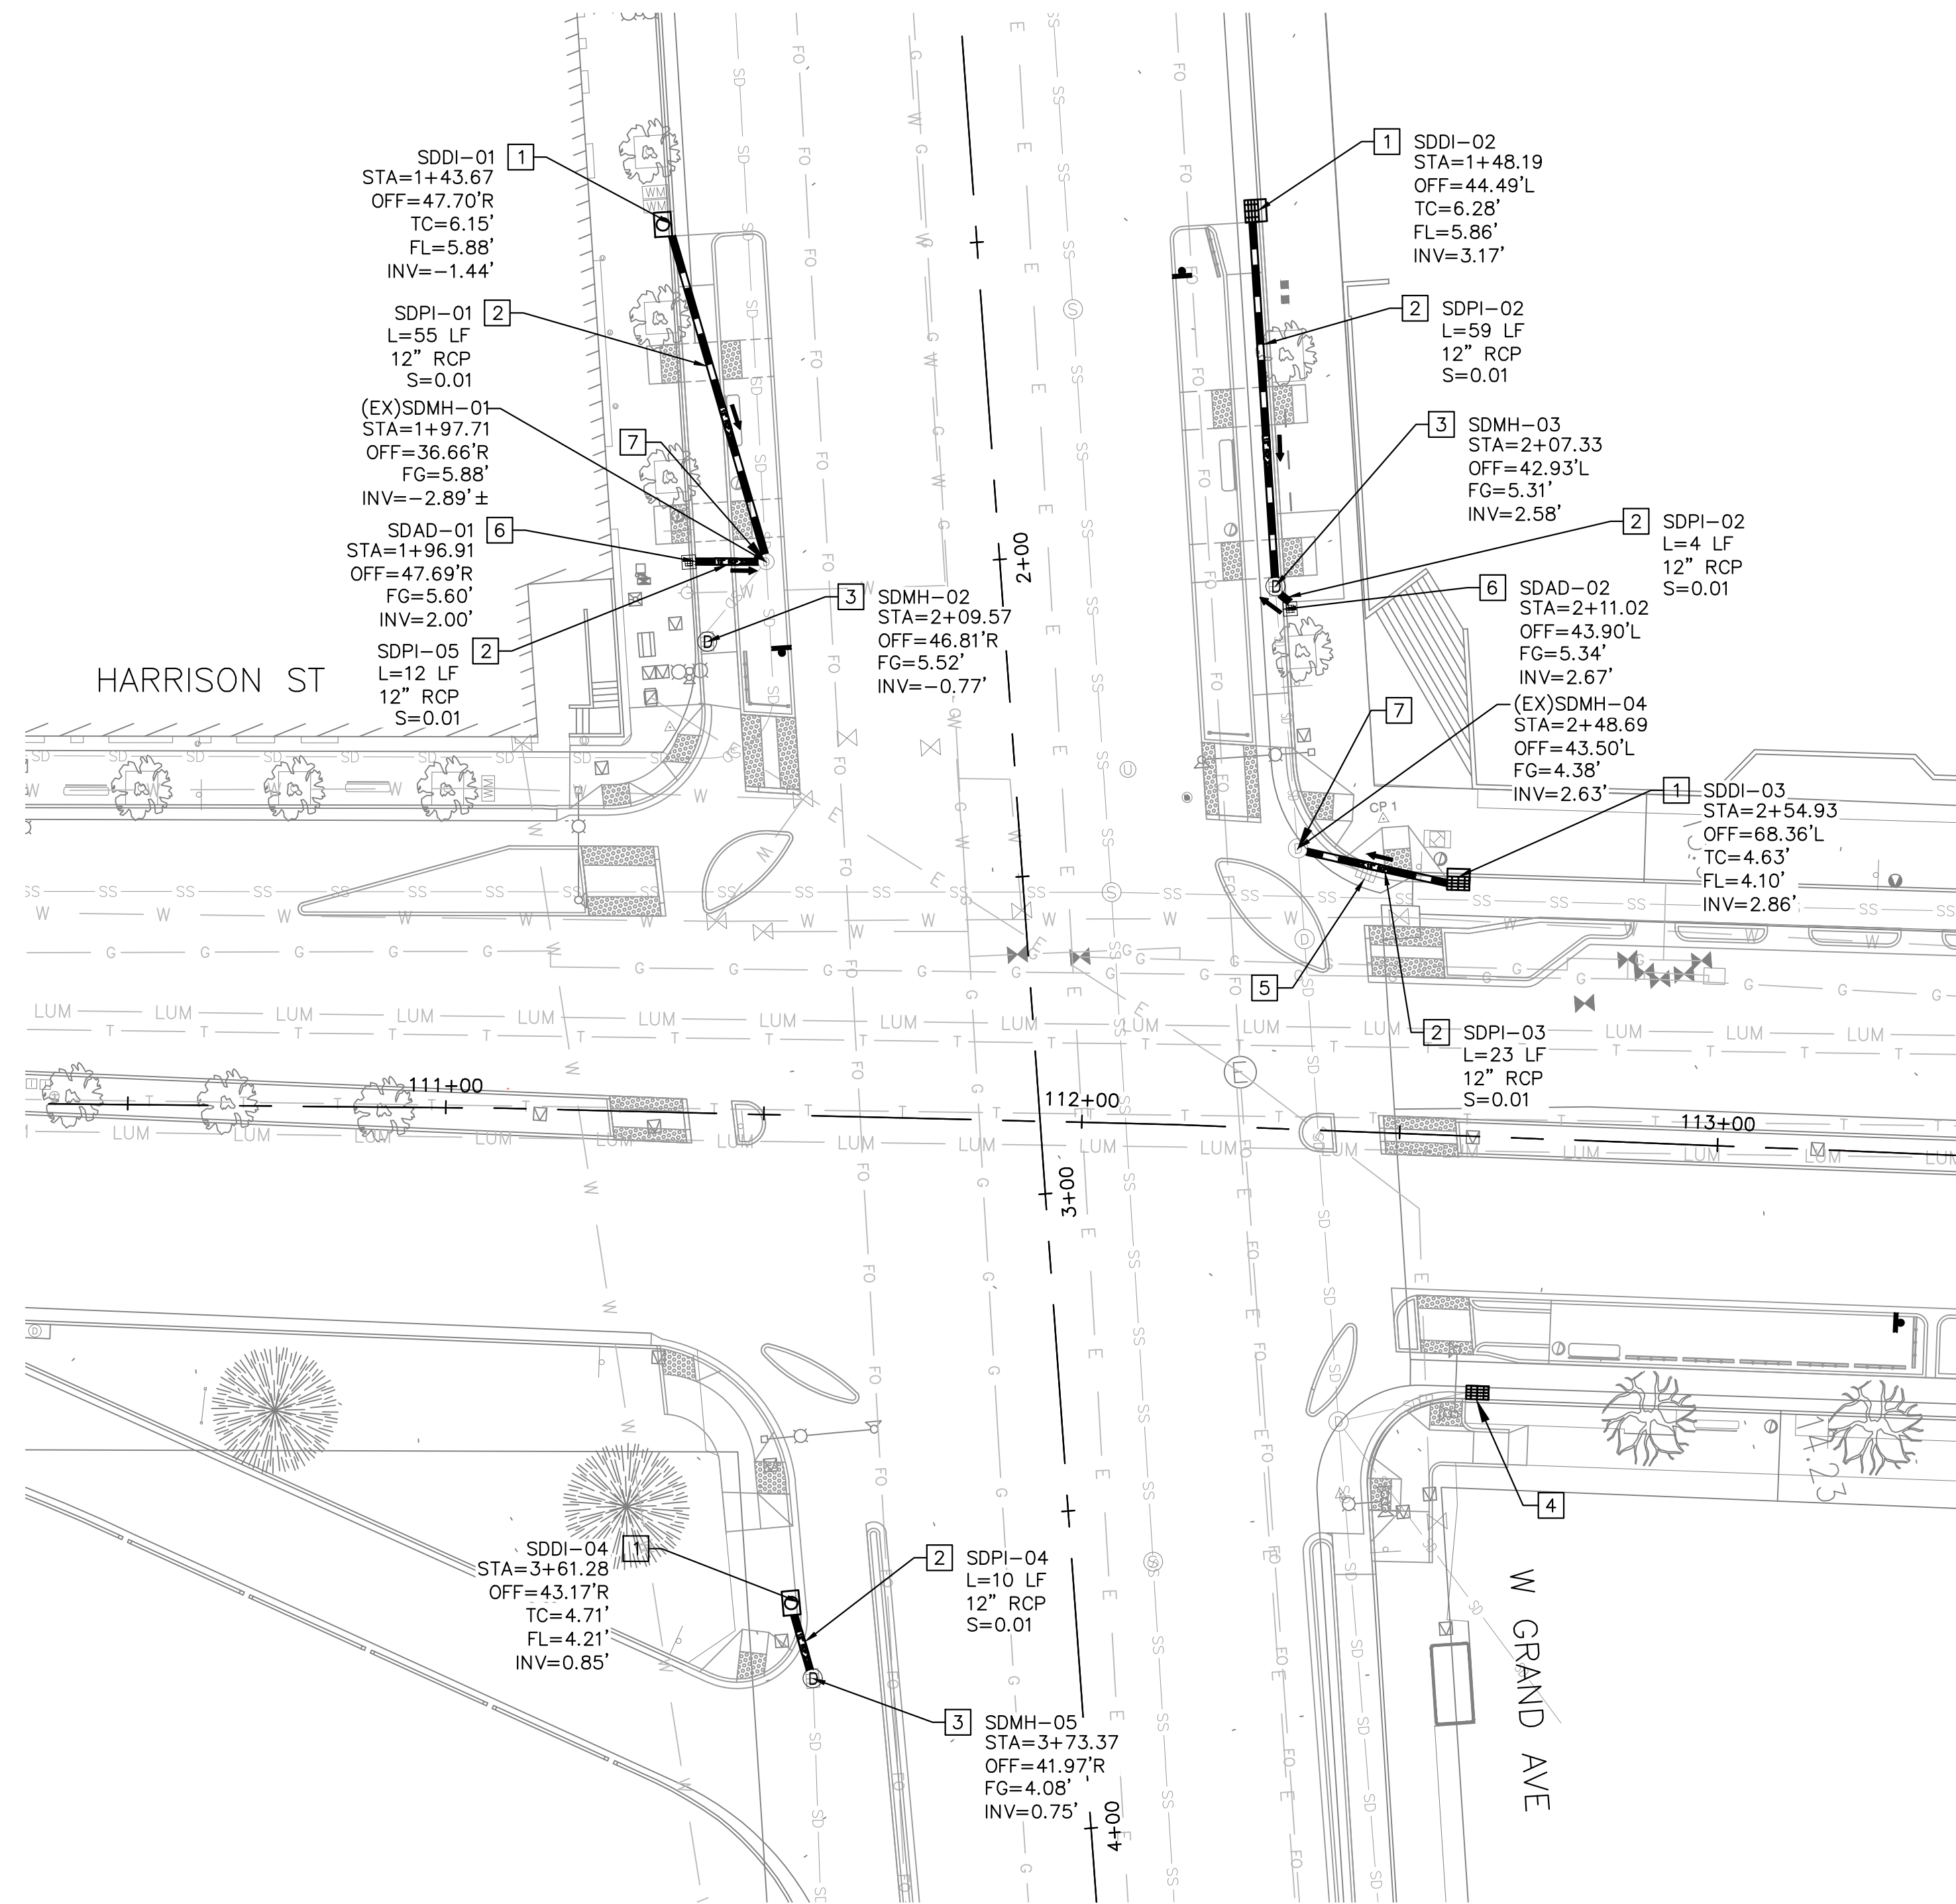 SDDI-01 1
STA=1+43.67
OFF=47.70'R
TC=6.15'
FL=5.88'
INV=-1.44'
SDPI-01 2
L=55 LF
12" RCP
S=0.01
(EX)SDMH-01
STA=1+97.71
OFF=36.66'R
FG=5.88'
INV=-2.89'±
7
SDAD-01 6
STA=1+96.91
OFF=47.69'R
FG=5.60'
INV=2.00'
SDPI-05 2
L=12 LF
12" RCP
S=0.01
HARRISON ST
3 SDMH-02
STA=2+09.57
OFF=46.81'R
FG=5.52'
INV=-0.77'
2+00
1 SDDI-02
STA=1+48.19
OFF=44.49'L
TC=6.28'
FL=5.86'
INV=3.17'
2 SDPI-02
L=59 LF
12" RCP
S=0.01
3 SDMH-03
STA=2+07.33
OFF=42.93'L
FG=5.31'
INV=2.58'
2 SDPI-02
L=4 LF
12" RCP
S=0.01
6 SDAD-02
STA=2+11.02
OFF=43.90'L
FG=5.34'
INV=2.67'
7
(EX)SDMH-04
STA=2+48.69
OFF=43.50'L
FG=4.38'
INV=2.63'
1 SDDI-03
STA=2+54.93
OFF=68.36'L
TC=4.63'
FL=4.10'
INV=2.86'
CP 1
5
2 SDPI-03
L=23 LF
12" RCP
S=0.01
111+00
112+00
113+00
3+00
4
14.23
W GRAND AVE
SDDI-04 1
STA=3+61.28
OFF=43.17'R
TC=4.71'
FL=4.21'
INV=0.85'
2 SDPI-04
L=10 LF
12" RCP
S=0.01
3 SDMH-05
STA=3+73.37
OFF=41.97'R
FG=4.08'
INV=0.75'
4+00